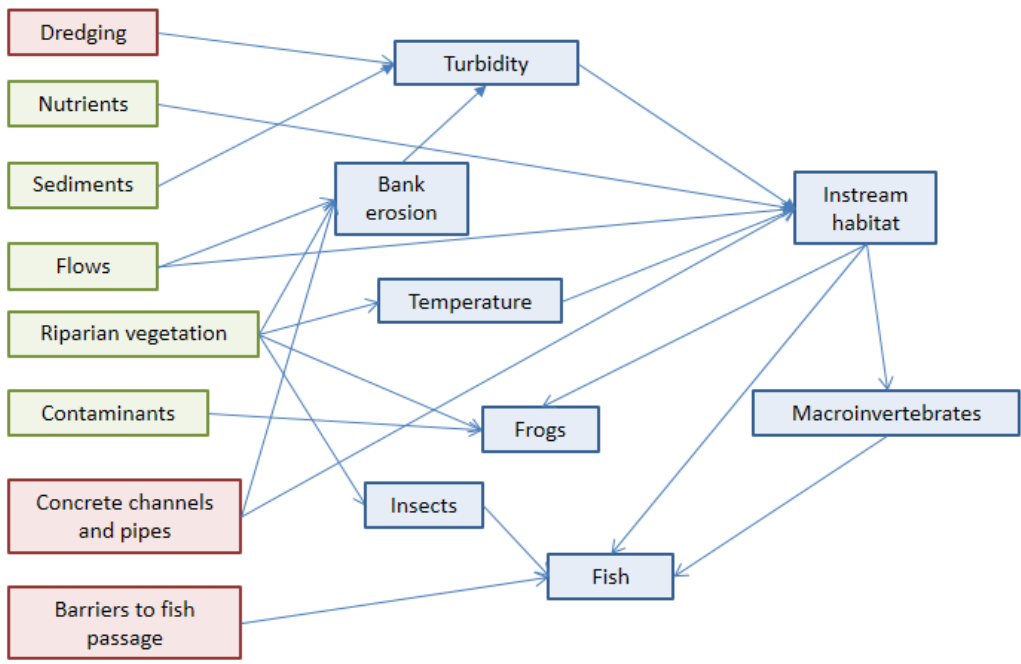 Dredging
Turbidity
Nutrients
Sediments
Bank
erosion
Instream
habitat
Flows
Temperature
Riparian vegetation
Contaminants
Frogs
Macroinvertebrates
Concrete channels
and pipes
Insects
Fish
Barriers to fish
passage